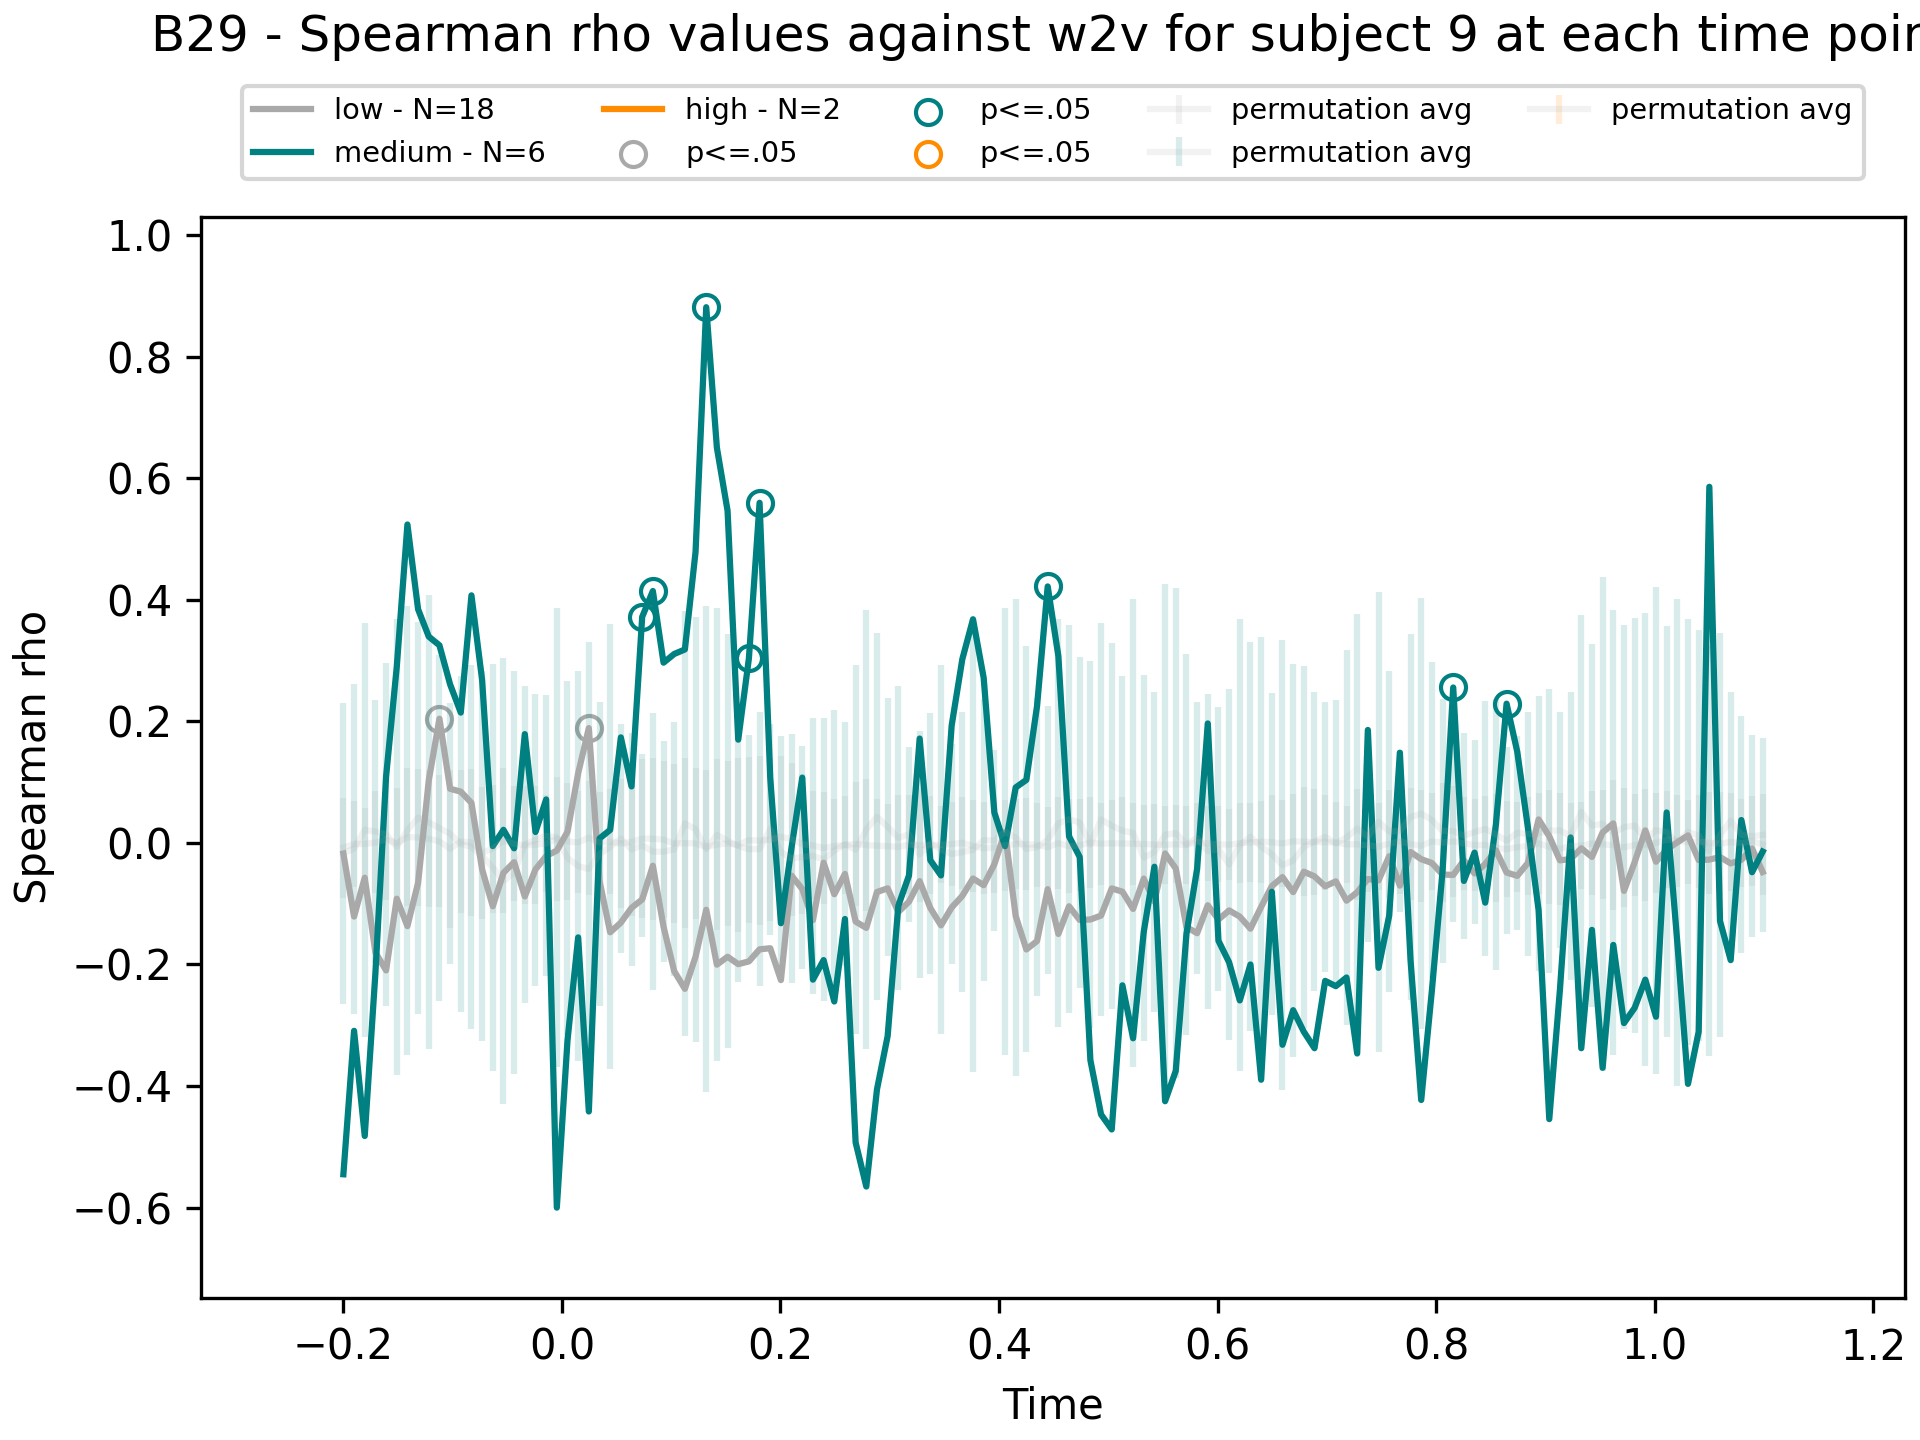 B29 - Spearman rho values against w2v for subject 9 at each time poin
low - N=18
medium - N=6
high - N=2
p<=.05
p<=.05
p<=.05
permutation avg
permutation avg
permutation avg
1.0
0.8
0.6
0.4
0.2
0.0
−0.2
−0.4
−0.6
Spearman rho
−0.2 0.0 0.2 0.4 0.6 0.8 1.0 1.2
Time